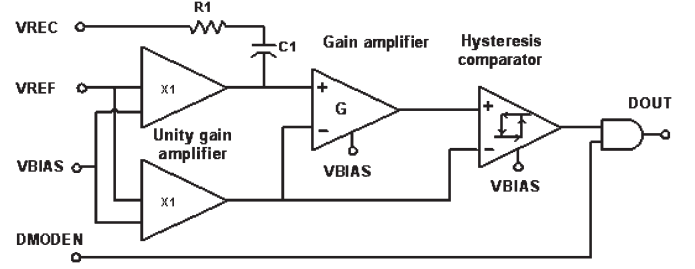 R1
VREC
C1
Gain amplifier
Hysteresis
comparator
VREF
X1
+
G
−
+
−
DOUT
Unity gain
amplifier
VBIAS
VBIAS
VBIAS
X1
DMODEN